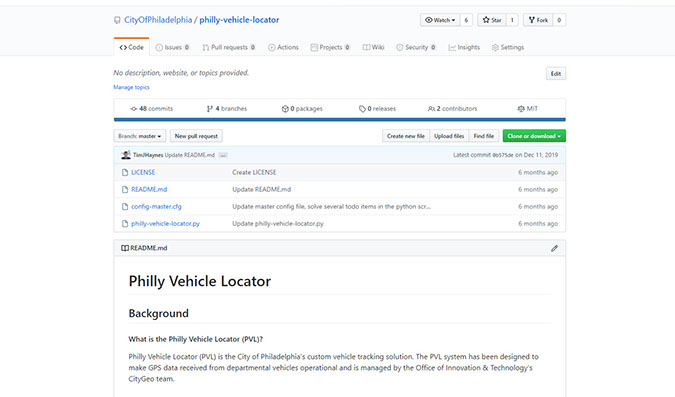 CityOfPhiladelphia / philly-vehicle-locator
Watch 6 Star 1 Fork 0
Code Issues 0 Pull requests 0 Actions Projects 0 Wiki Security 0 Insights Settings
No description, website, or topics provided. Edit
Manage topics
48 commits 4 branches 0 packages 0 releases 2 contributors MIT
Branch: master New pull request Create new file Upload files Find file Clone or download
TimJHaynes Update README.md ... Latest commit on Dec 11, 2019
LICENSE Create LICENSE 6 months ago
README.md Update README.md 6 months ago
config-master.cfg Update master config file, solve several todo items in the python scr... 6 months ago
philly-vehicle-locator.py Update philly-vehicle-locator.py 6 months ago
README.md
Philly Vehicle Locator
Background
What is the Philly Vehicle Locator (PVL)?
Philly Vehicle Locator (PVL) is the City of Philadelphia's custom vehicle tracking solution. The PVL system has been designed to
make GPS data received from departmental vehicles operational and is managed by the Office of Innovation & Technology's
CityGeo team.